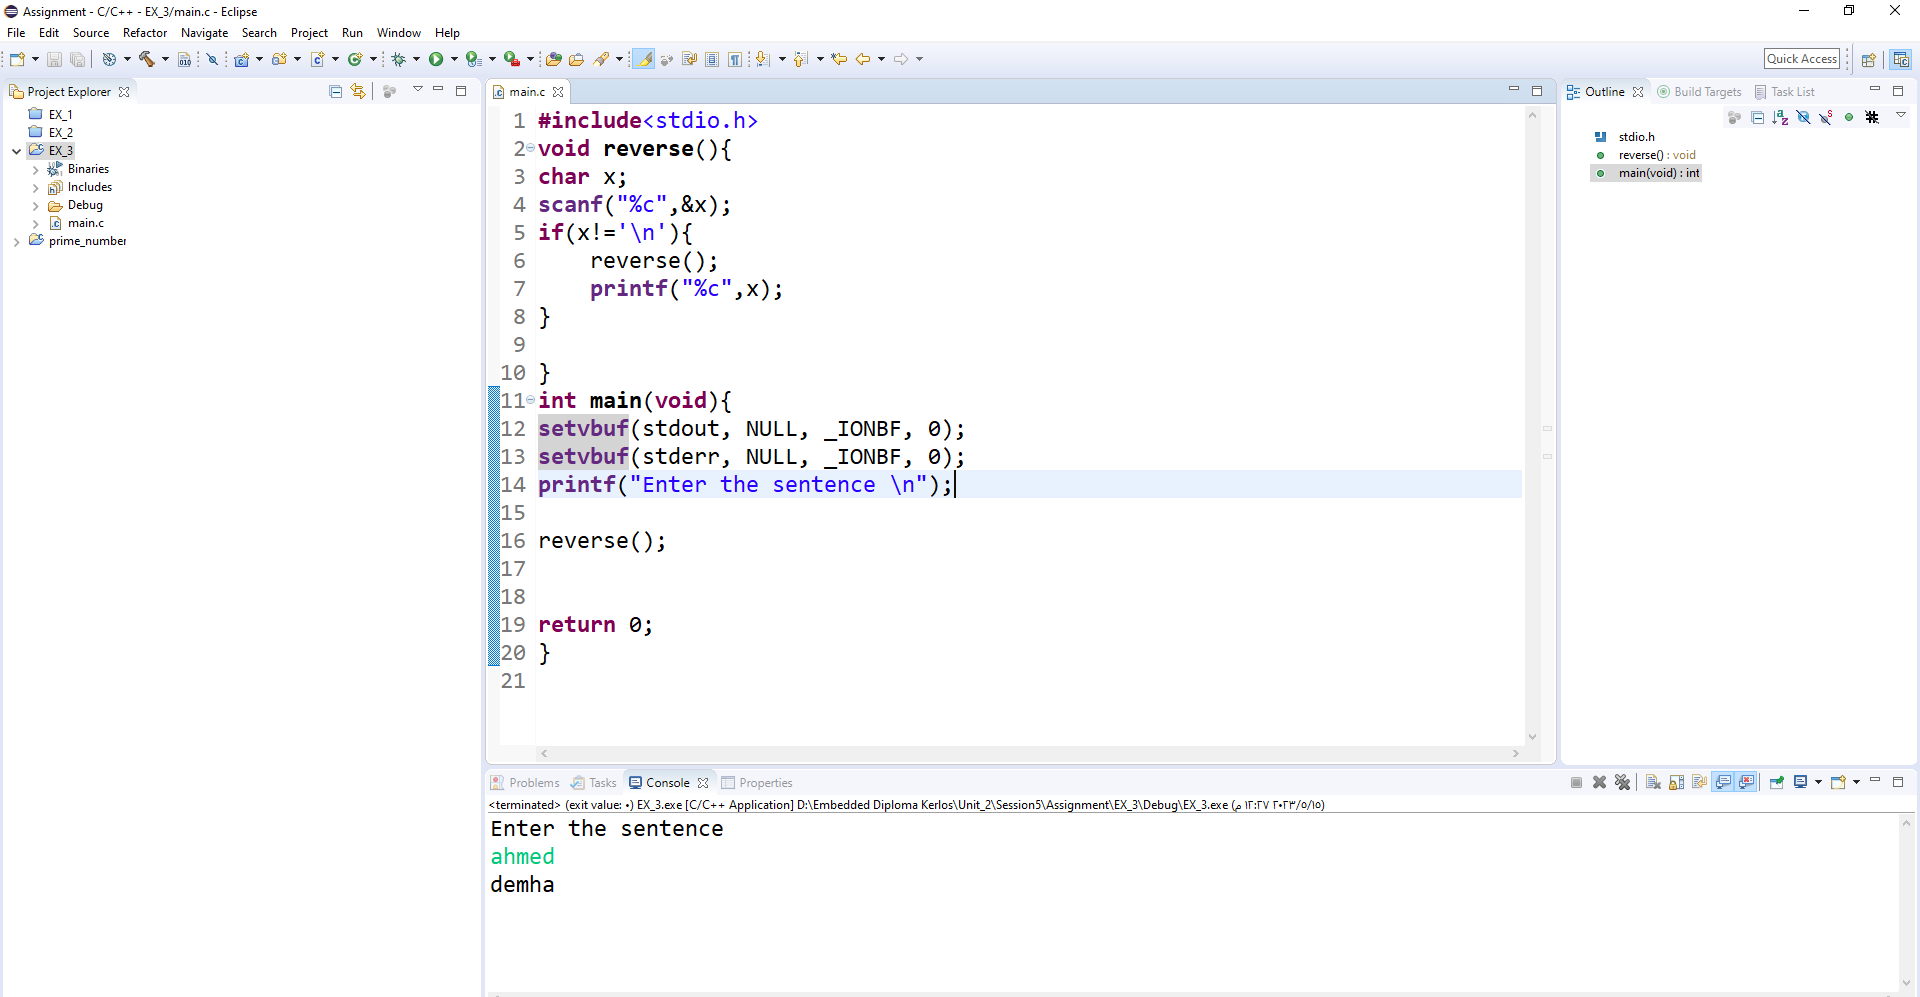 Assignment - C/C++ - EX_3/main.c - Eclipse
File Edit Source Refactor Navigate Search Project Run Window Help
Quick Access
Project Explorer
EX_1
EX_2
EX_3
Binaries
Includes
Debug
main.c
prime_number
main.c
1 #include<stdio.h>
2 void reverse(){
3 char x;
4 scanf("%c",&x);
5 if(x!='\n'){
6     reverse();
7     printf("%c",x);
8 }
9
10 }
11 int main(void){
12 setvbuf(stdout, NULL, _IONBF, 0);
13 setvbuf(stderr, NULL, _IONBF, 0);
14 printf("Enter the sentence \n");
15
16 reverse();
17
18
19 return 0;
20 }
21
Outline Build Targets Task List
stdio.h
reverse() : void
main(void) : int
Problems Tasks Console Properties
<terminated> (exit value: ٠) EX_3.exe [C/C++ Application] D:\Embedded Diploma Kerlos\Unit_2\Session5\Assignment\EX_3\Debug\EX_3.exe (م ١٢:٢٧ ٢٠٢٣/٥/١٥)
Enter the sentence
ahmed
demha